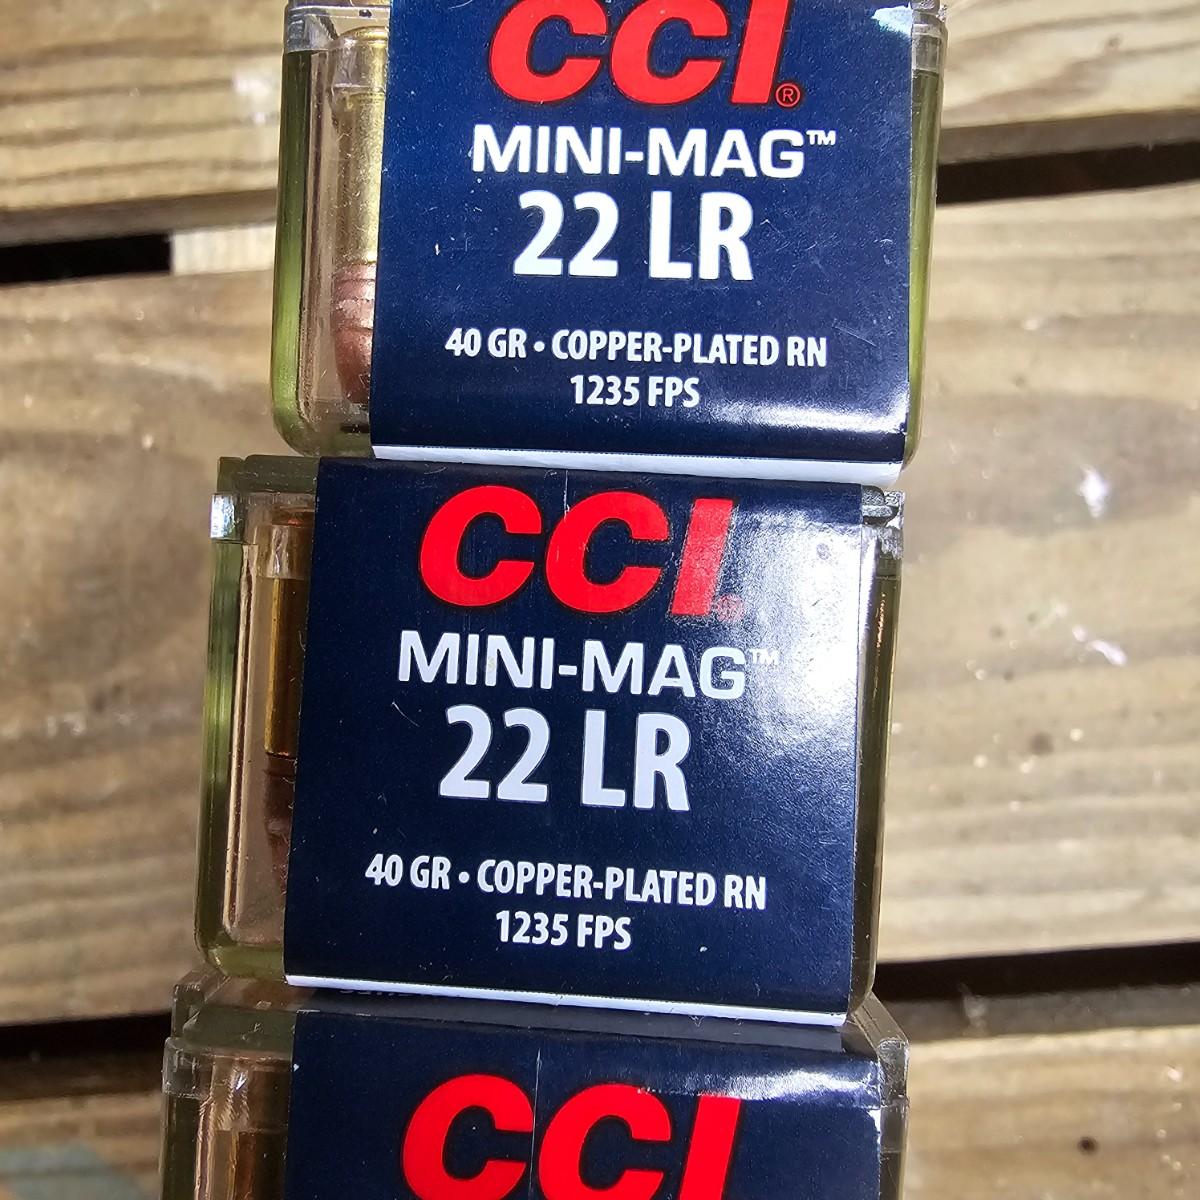 CCI®
MINI-MAG™
22 LR
40 GR • COPPER-PLATED RN
1235 FPS
CCI®
MINI-MAG™
22 LR
40 GR • COPPER-PLATED RN
1235 FPS
CCI